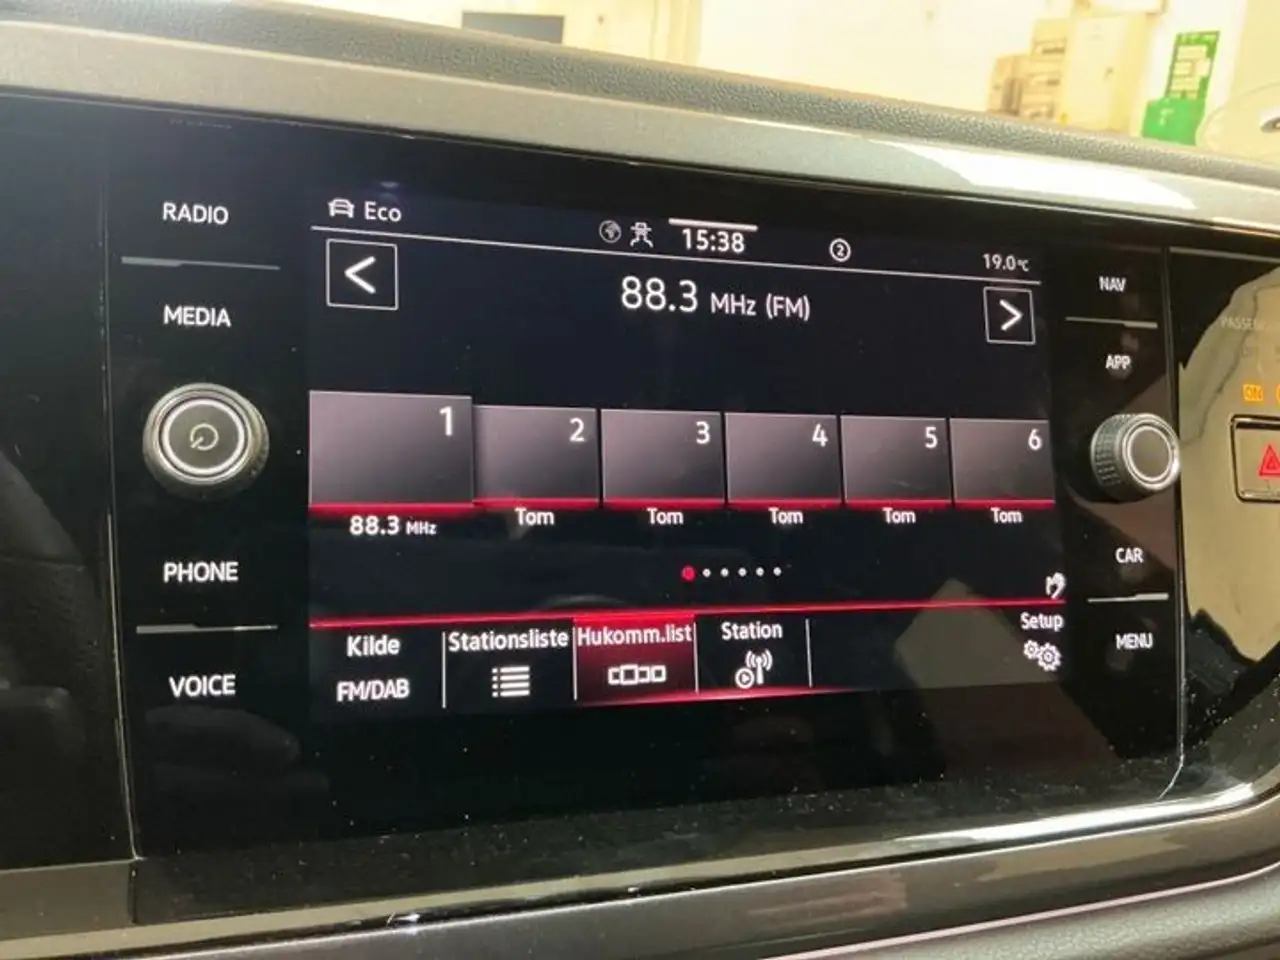 RADIO
MEDIA
PHONE
VOICE
Eco
15:38
2
19.0°C
<
88.3 MHz (FM)
>
1
2
3
4
5
6
88.3 MHz
Tom
Tom
Tom
Tom
Tom
Kilde
FM/DAB
Stationsliste
Hukomm.list
Station
Setup
NAV
APP
CAR
MENU
ON